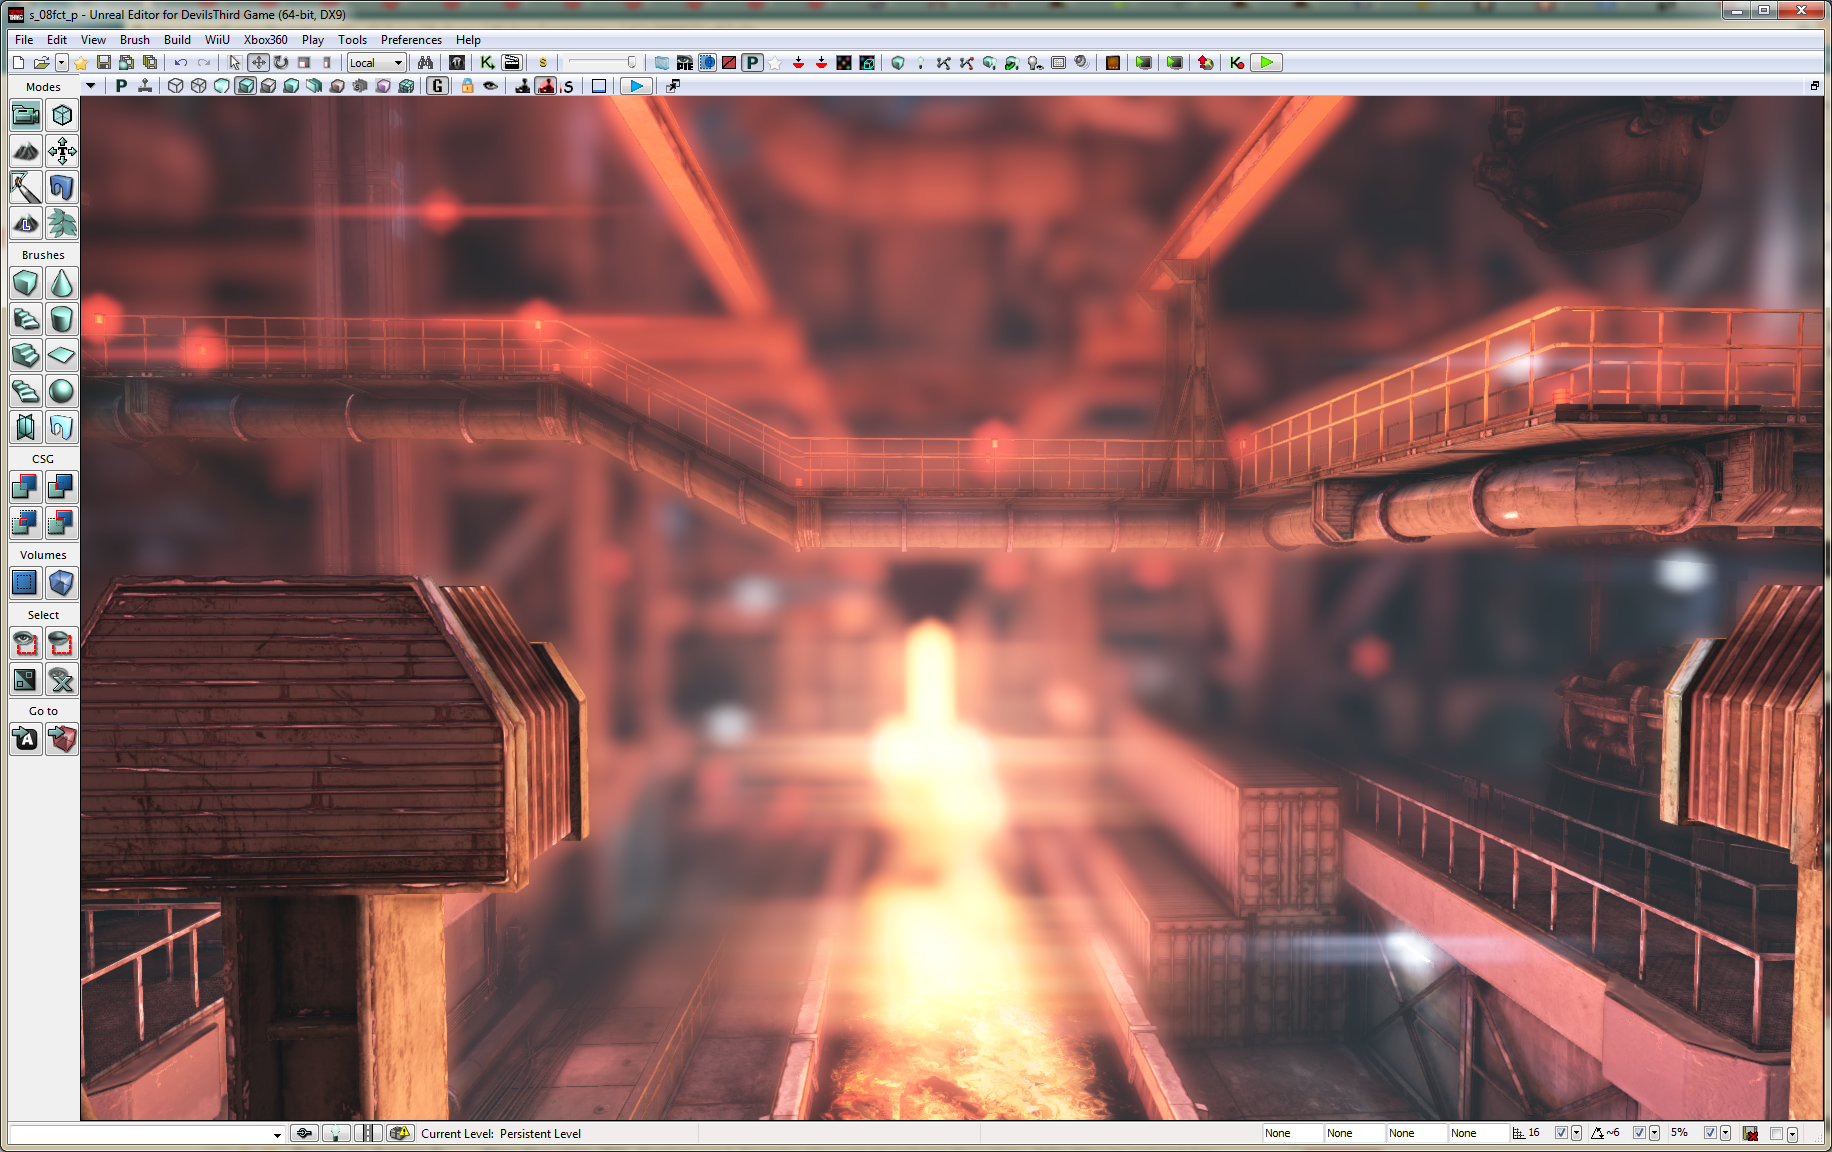 s_08fct_p - Unreal Editor for DevilsThird Game (64-bit, DX9)
File Edit View Brush Build WiiU Xbox360 Play Tools Preferences Help
Local
Modes
Brushes
CSG
Volumes
Select
Go to
Current Level: Persistent Level
None None None None 16 ~6 5%